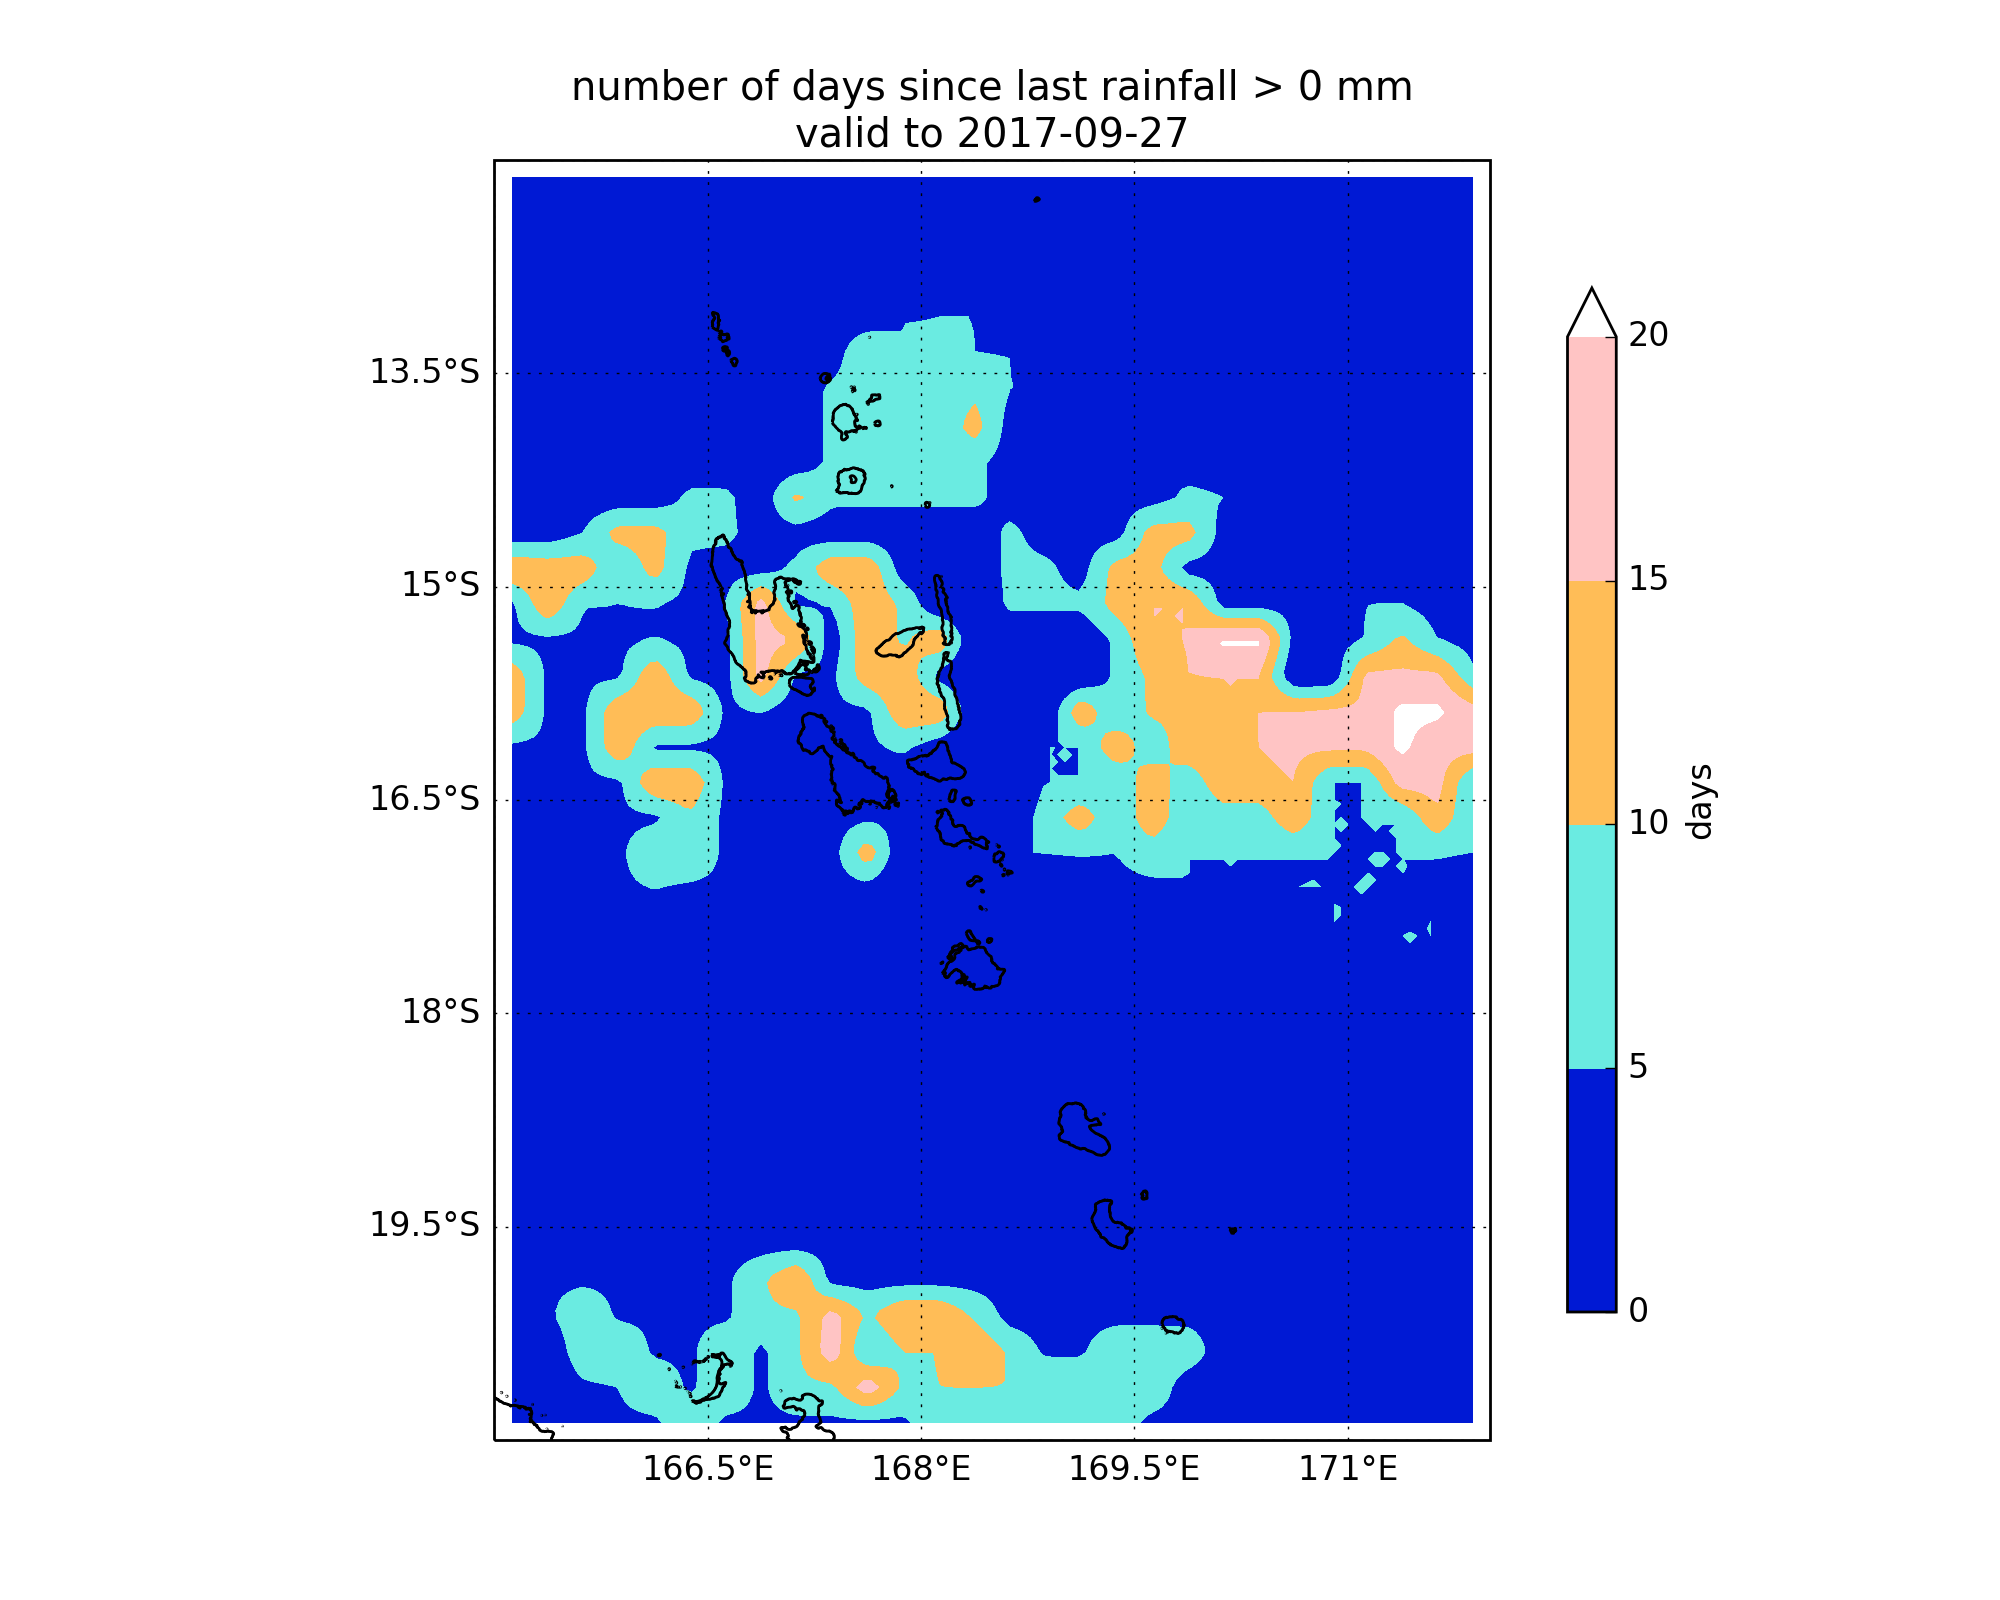 number of days since last rainfall > 0 mm
valid to 2017-09-27
13.5°S
15°S
16.5°S
18°S
19.5°S
166.5°E
168°E
169.5°E
171°E
20
15
10
5
0
days